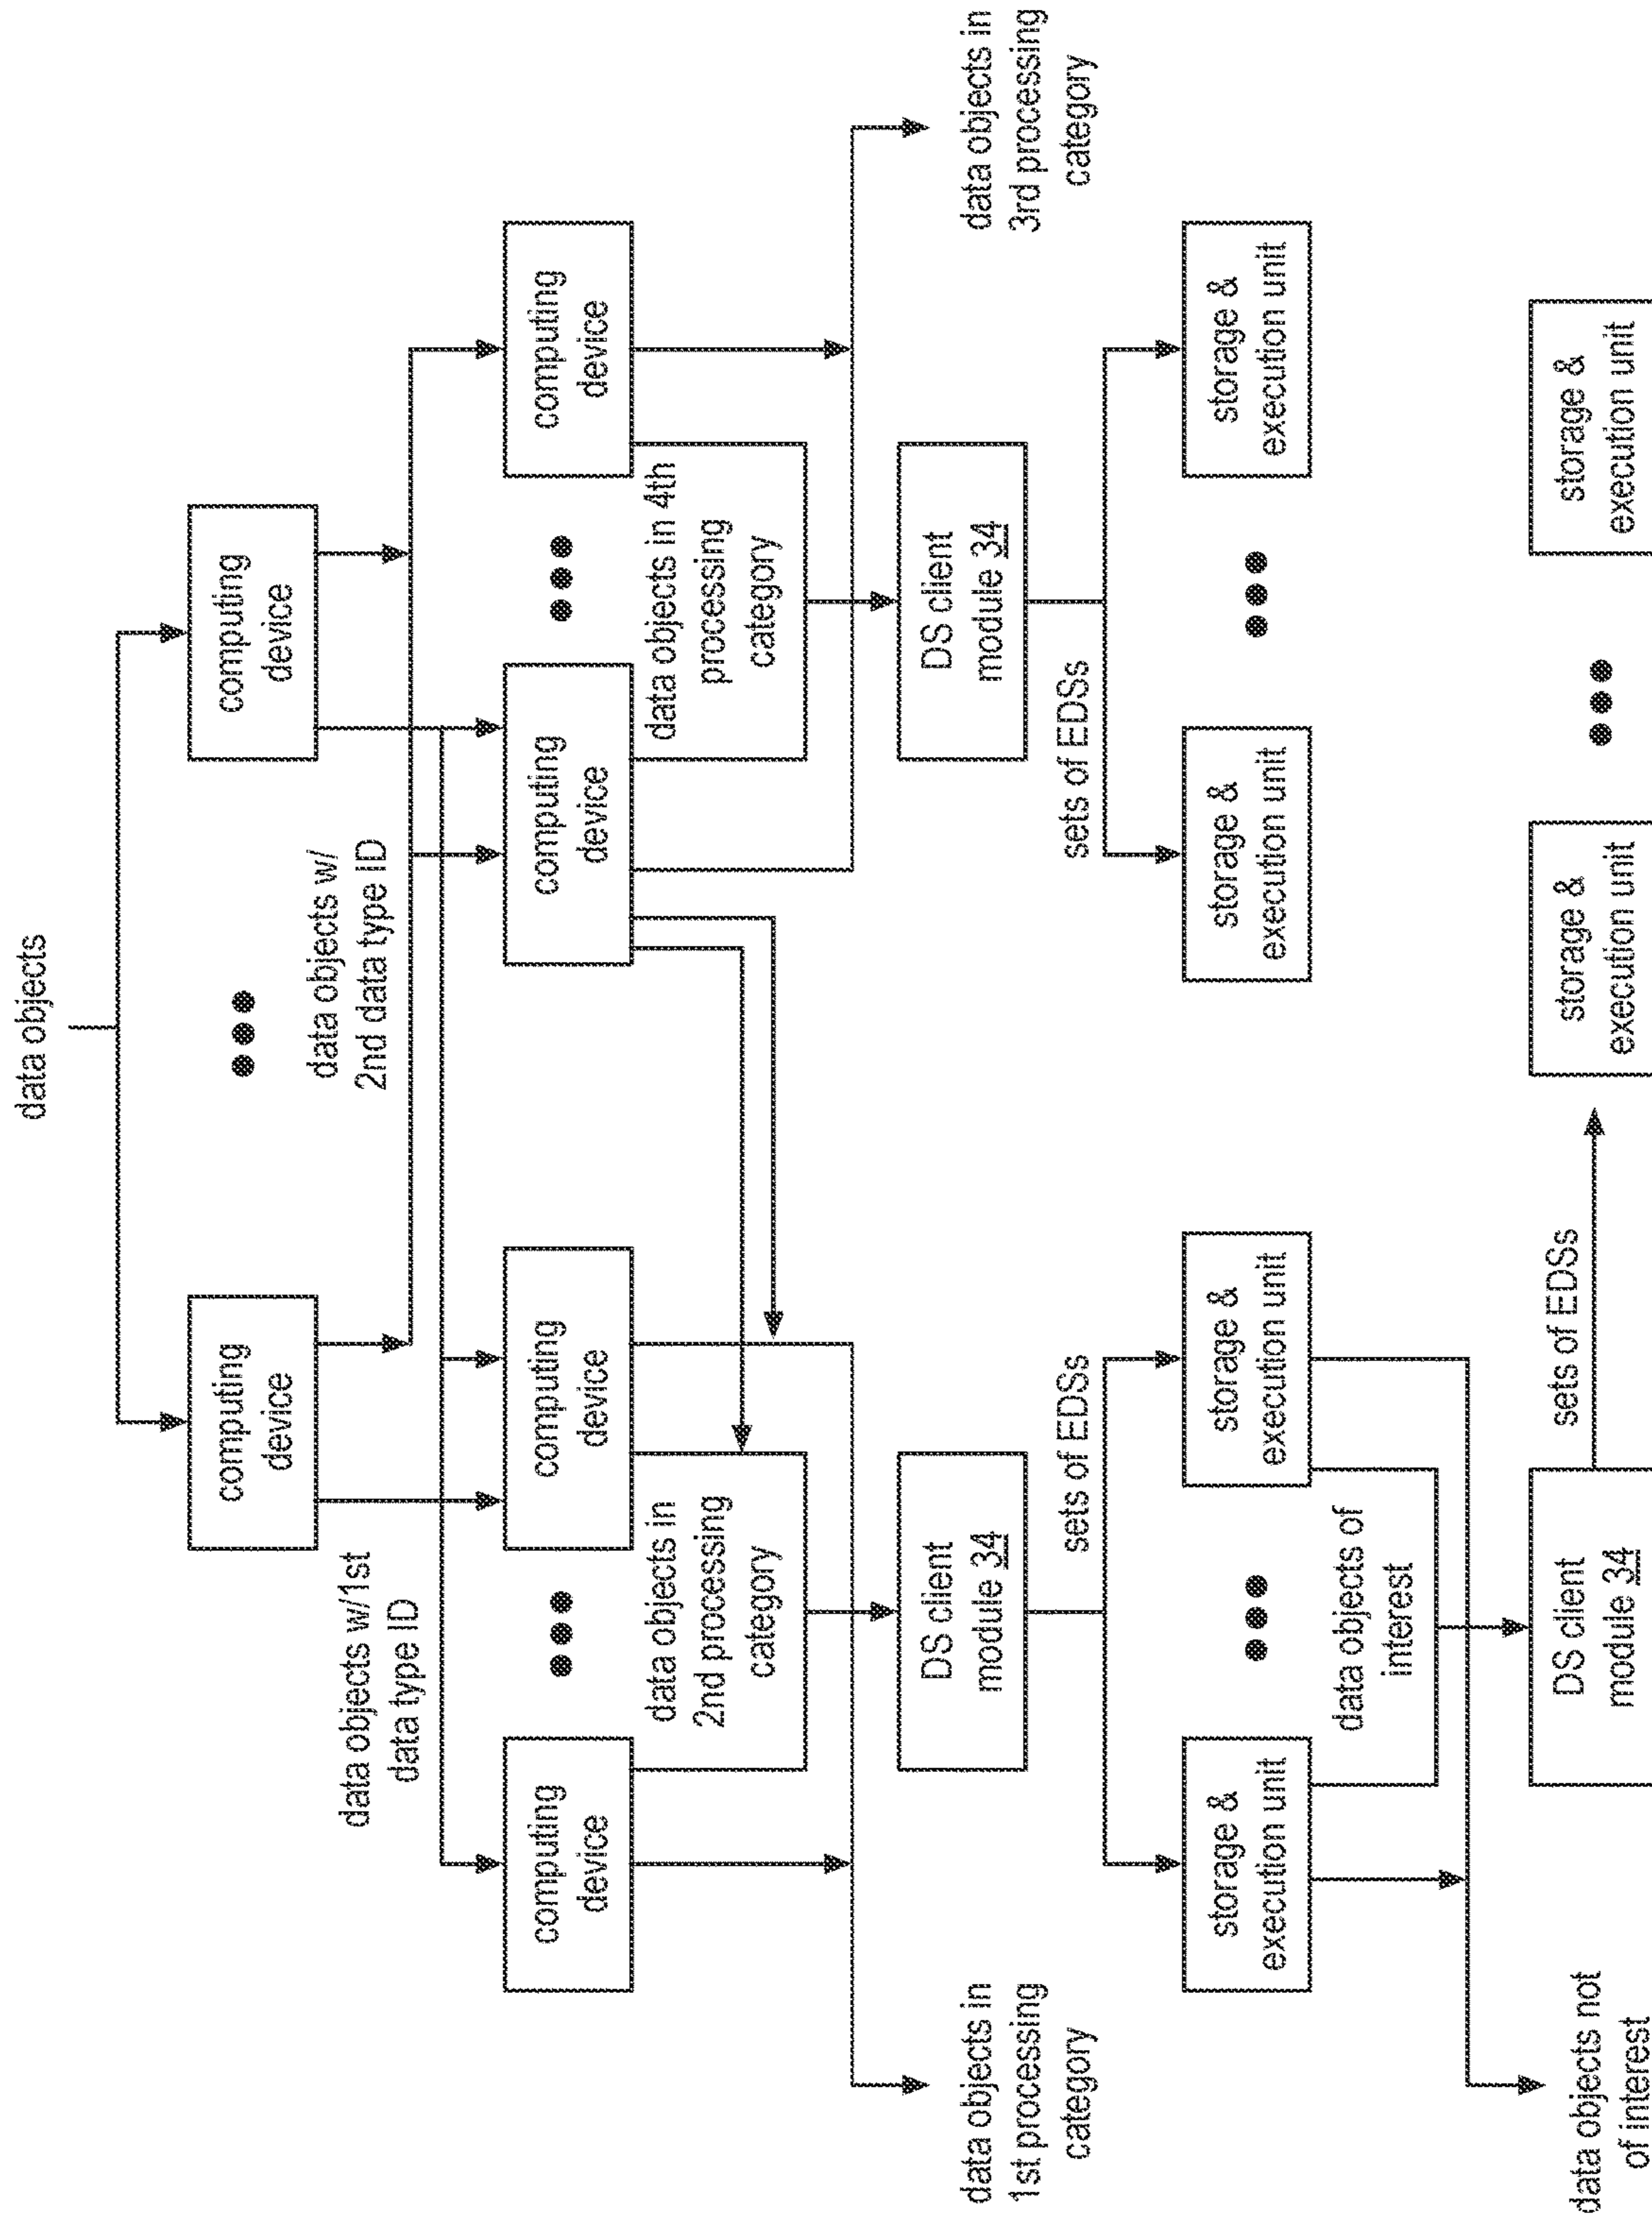 data objects
computing
device
computing
device
data objects w/1st
data type ID
data objects w/
2nd data type ID
computing
device
computing
device
computing
device
computing
device
data objects in
2nd processing
category
data objects in 4th
processing
category
data objects in
1st processing
category
DS client
module 34
DS client
module 34
data objects in
3rd processing
category
sets of EDSs
sets of EDSs
storage &
execution unit
storage &
execution unit
storage &
execution unit
storage &
execution unit
data objects of
interest
data objects not
of interest
DS client
module 34
sets of EDSs
storage &
execution unit
storage &
execution unit